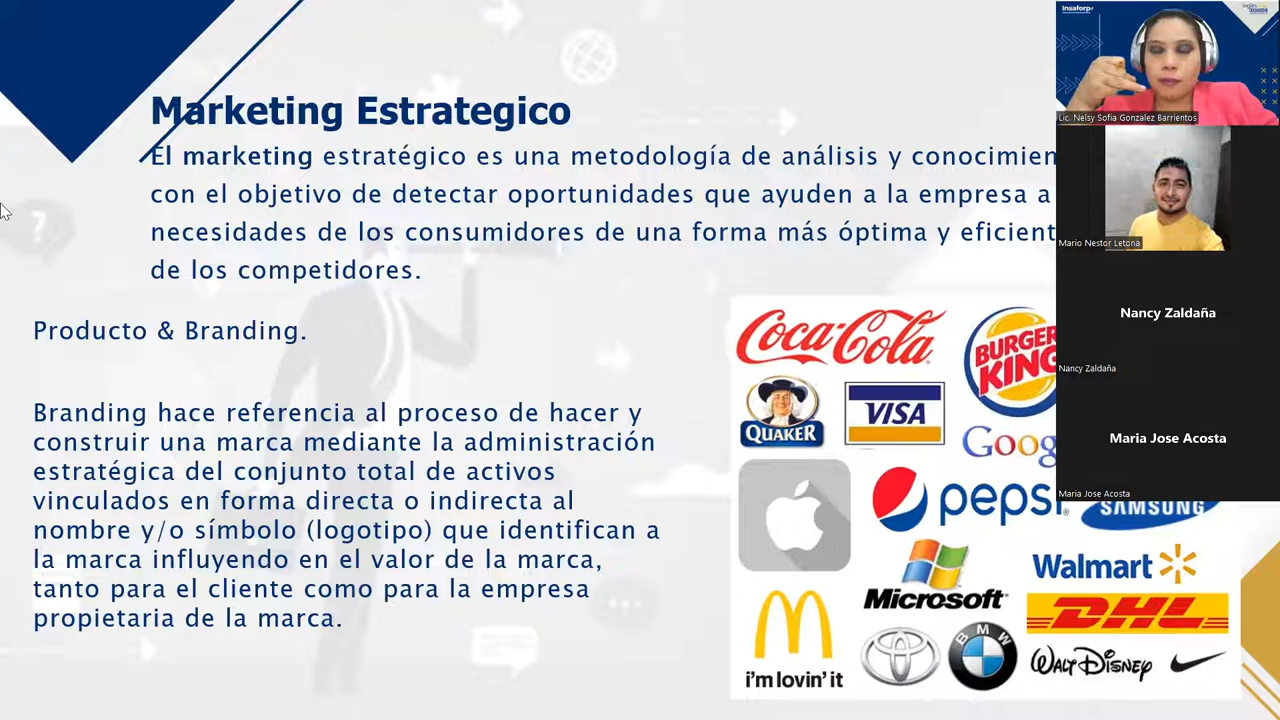 Marketing Estrategico
El marketing estratégico es una metodología de análisis y
con el objetivo de detectar oportunidades que ayuden a la empresa a
necesidades de los consumidores de una forma más óptima y
de los competidores.
Producto & Branding.
Branding hace referencia al proceso de hacer y
construir una marca mediante la administración
estratégica del conjunto total de activos
vinculados en forma directa o indirecta al
nombre y/o símbolo (logotipo) que identifican a
la marca influyendo en el valor de la marca,
tanto para el cliente como para la empresa
propietaria de la marca.
Coca-Cola
BURGER
KING
QUAKER
VISA
pepsi
SAMSUNG
Walmart
Microsoft
DHL
BMW
i'm lovin' it
WALT DISNEY
Insaforp
Lic. Nelsy Sofia Gonzalez Barrientos
Mario Nestor Letona
Nancy Zaldaña
Nancy Zaldaña
Maria Jose Acosta
Maria Jose Acosta